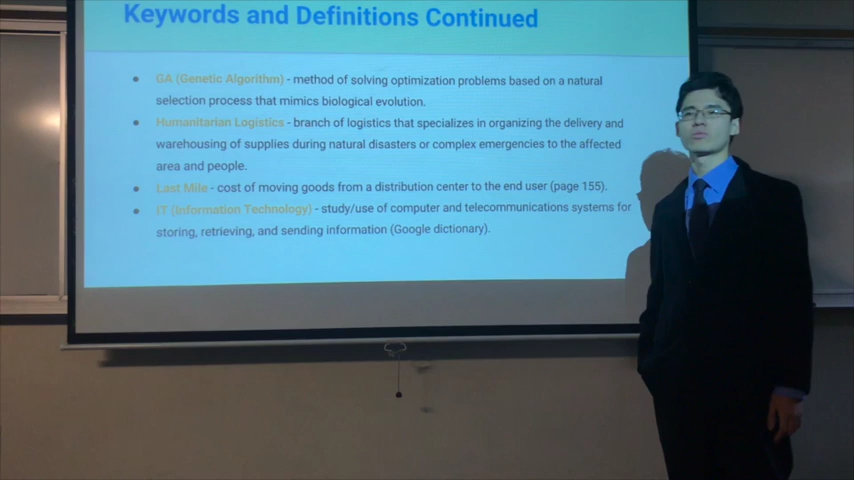 Keywords and Definitions Continued
● GA (Genetic Algorithm) - method of solving optimization problems based on a natural
selection process that mimics biological evolution.
● Humanitarian Logistics - branch of logistics that specializes in organizing the delivery and
warehousing of supplies during natural disasters or complex emergencies to the affected
area and people.
● Last Mile - cost of moving goods from a distribution center to the end user (page 155).
● IT (Information Technology) - study/use of computer and telecommunications systems for
storing, retrieving, and sending information (Google dictionary).